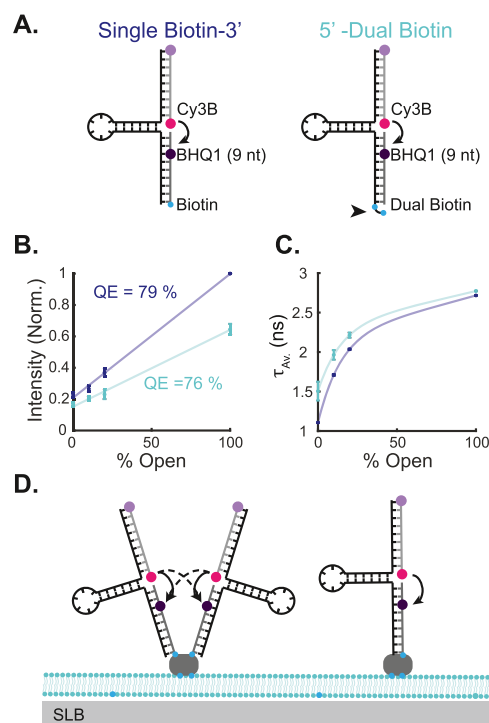 A.
Single Biotin-3’
5’ -Dual Biotin
Cy3B
BHQ1 (9 nt)
Biotin
Cy3B
BHQ1 (9 nt)
Dual Biotin
B.
Intensity (Norm.)
1
0.8
0.6
0.4
0.2
0
50
100
% Open
QE = 79 %
QE =76 %
C.
τAv. (ns)
3
2.5
2
1.5
1
0
50
100
% Open
D.
SLB